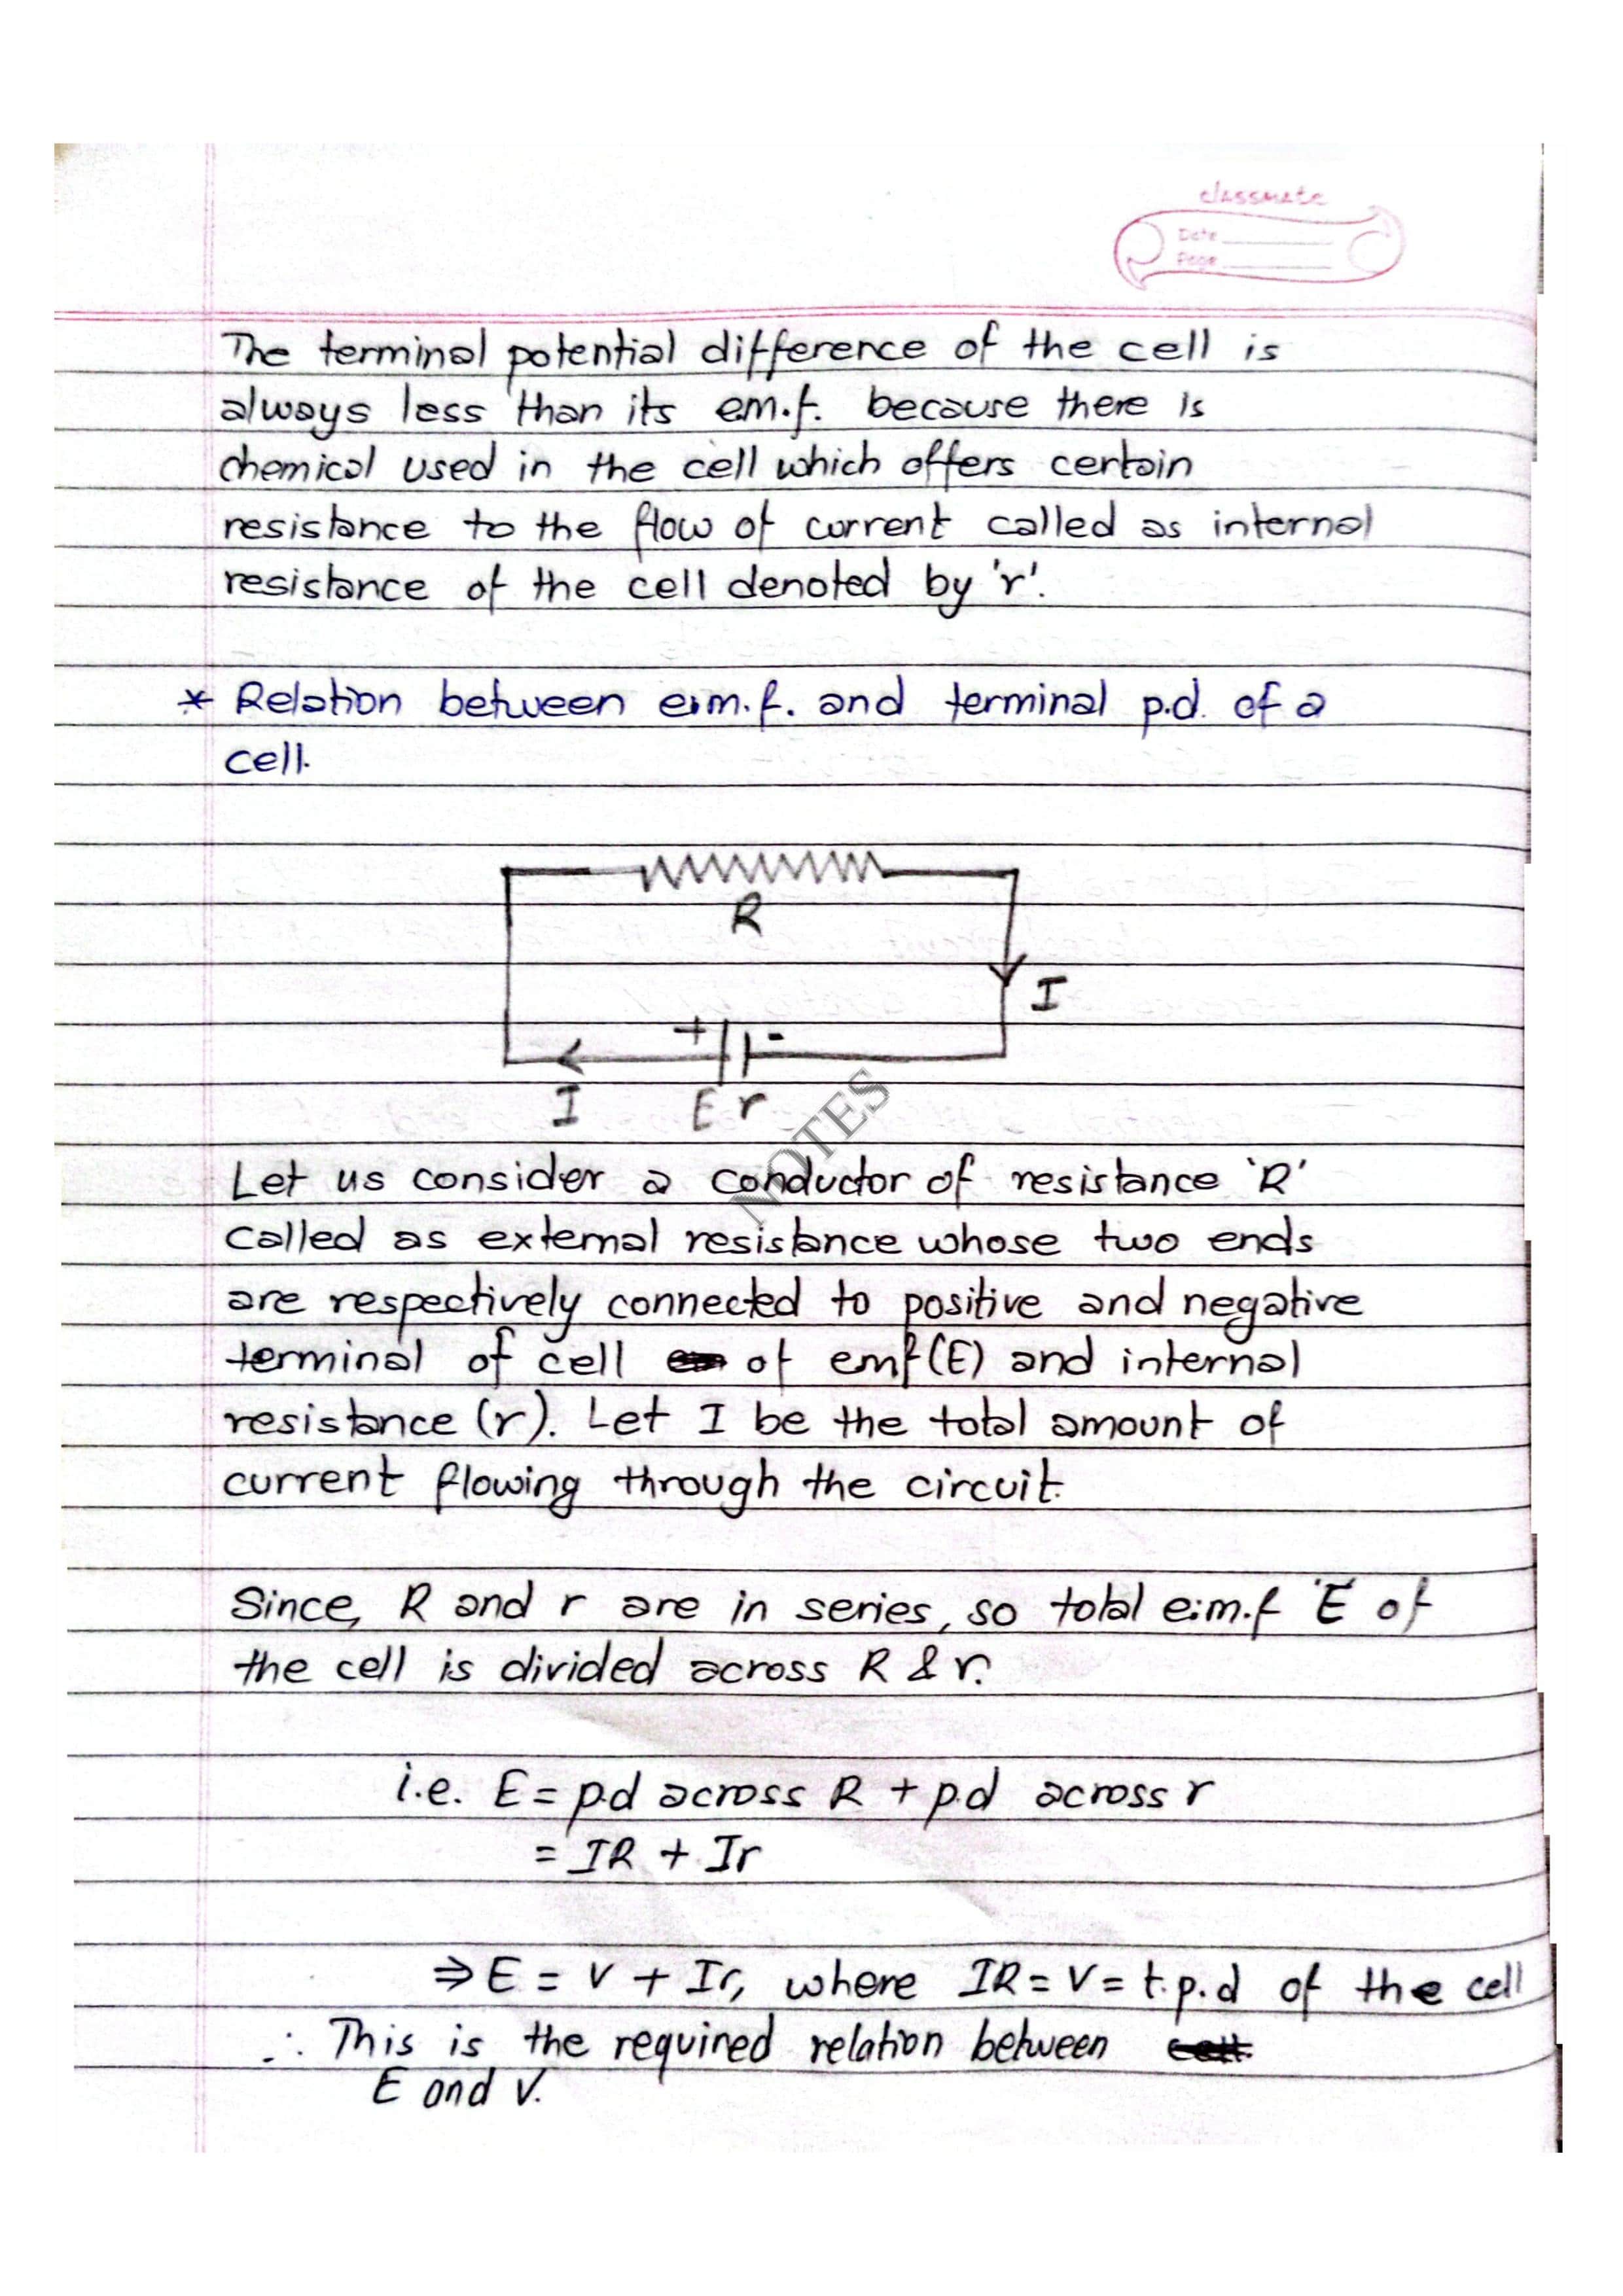 classmate
Date
Page
The terminal potential difference of the cell is
always less than its e.m.f. because there is
chemical used in the cell which offers certain
resistance to the flow of current called as internal
resistance of the cell denoted by 'r'.
* Relation between e.m.f. and terminal p.d. of a
cell.
R
I
+ -
I E r
NOTES
Let us consider a conductor of resistance 'R'
called as external resistance whose two ends
are respectively connected to positive and negative
terminal of cell of emf(E) and internal
resistance (r). Let I be the total amount of
current flowing through the circuit.
Since, R and r are in series, so total e.m.f 'E' of
the cell is divided across R & r.
i.e. E = p.d across R + p.d across r
= IR + Ir
⇒ E = V + Ir, where IR = V = t.p.d of the cell
∴ This is the required relation between
E and V.